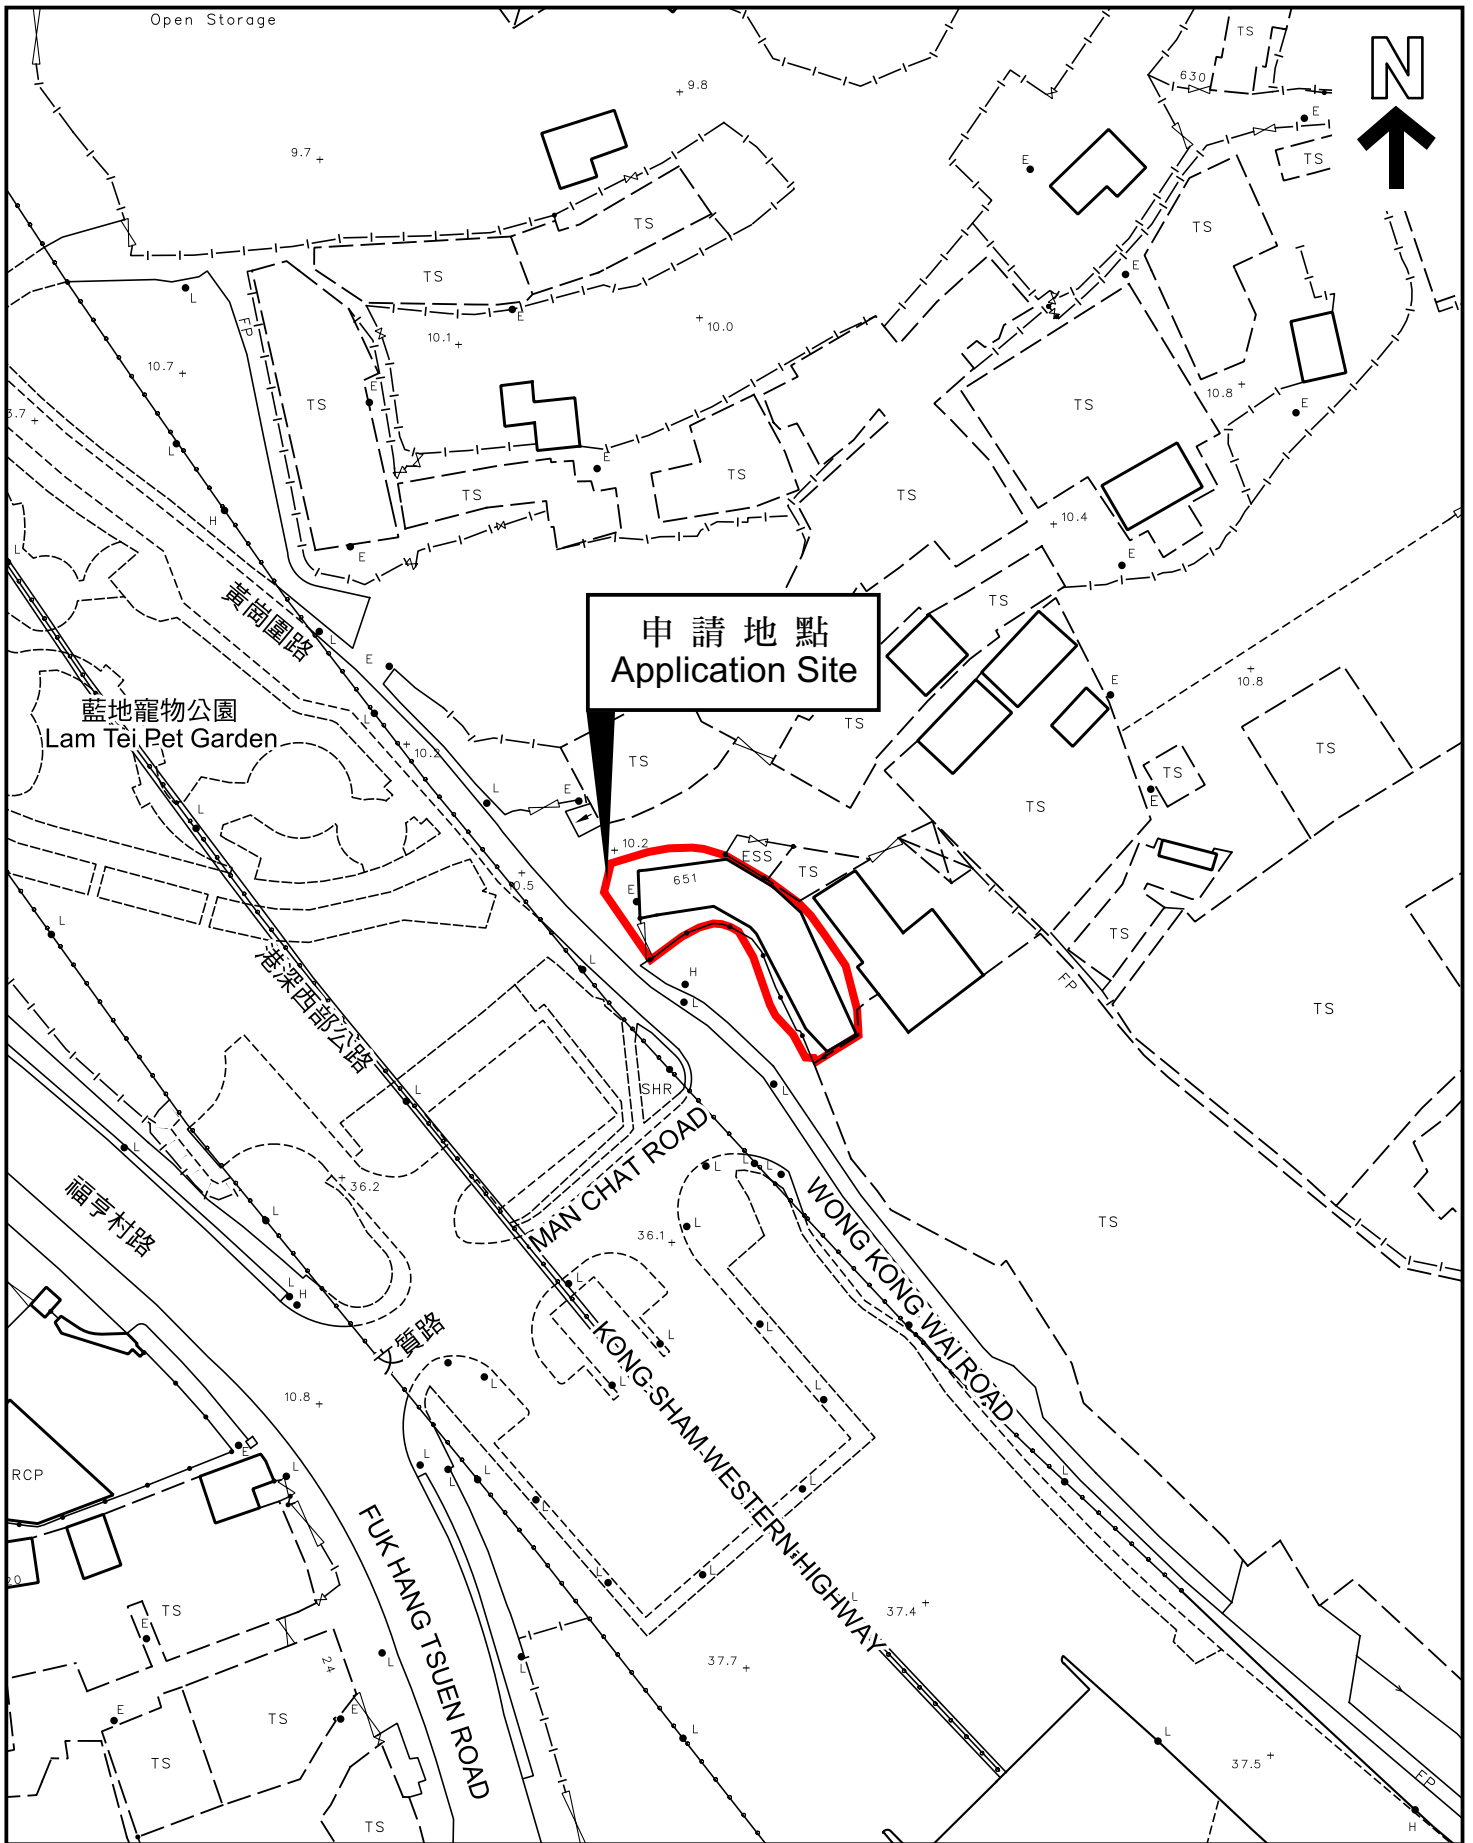 Open Storage
TS
N
630
E
9.8
9.7
E
TS
TS
TS
TS
L
E
FP
10.1
10.0
10.7
E
TS
TS
10.8
E
3.7
L
TS
TS
TS
H
10.4
E
E
L
黃崗圍路
申請地點
Application Site
TS
L
E
10.8
E
藍地寵物公園
Lam Tei Pet Garden
L
10.2
TS
TS
TS
TS
E
L
E
TS
L
10.2
ESS
TS
651
0.5
E
L
TS
FP
TS
港深西部公路
L
H
L
L
SHR
L
L
MAN CHAT ROAD
L
L
L
36.2
福亨村路
L
36.1
WONG KONG WAI ROAD
TS
L
H
L
文質路
KONG SHAM WESTERN HIGHWAY
L
L
L
10.8
E
L
L
L
L
L
L
RCP
FUK HANG TSUEN ROAD
L
L
L
37.4
20
TS
E
24
L
L
37.7
E
TS
E
TS
L
L
37.5
FP
TS
H